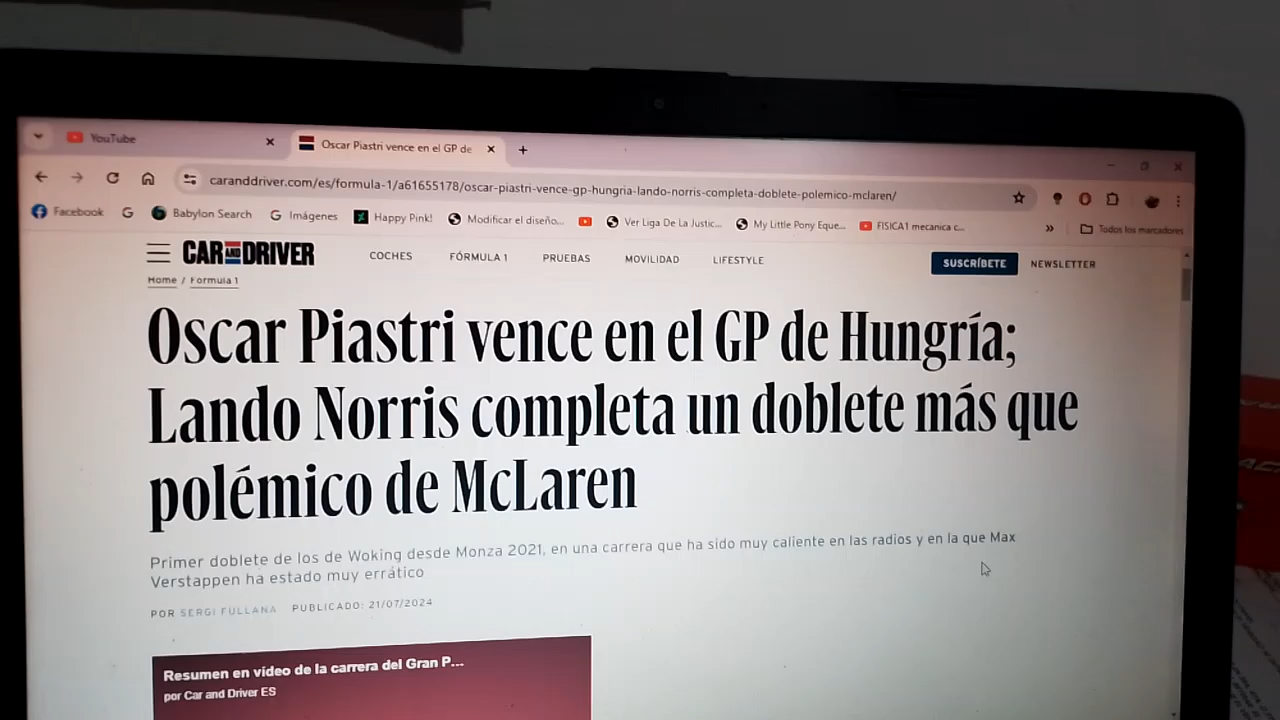 YouTube
Oscar Piastri vence en el GP de
caranddriver.com/es/formula-1/a61655178/oscar-piastri-vence-gp-hungria-lando-norris-completa-doblete-polemico-mclaren/
Facebook Babylon Search Imágenes Happy Pink! Modificar el diseño... Ver Liga De La Justic... My Little Pony Eque... FISICA1 mecanica c... » Todos los marcadores
CAR AND DRIVER COCHES FÓRMULA 1 PRUEBAS MOVILIDAD LIFESTYLE SUSCRÍBETE NEWSLETTER
Home / Formula 1
Oscar Piastri vence en el GP de Hungría;
Lando Norris completa un doblete más que
polémico de McLaren
Primer doblete de los de Woking desde Monza 2021, en una carrera que ha sido muy caliente en las radios y en la que Max
Verstappen ha estado muy errático
POR SERGI FULLANA PUBLICADO: 21/07/2024
Resumen en vídeo de la carrera del Gran P...
por Car and Driver ES